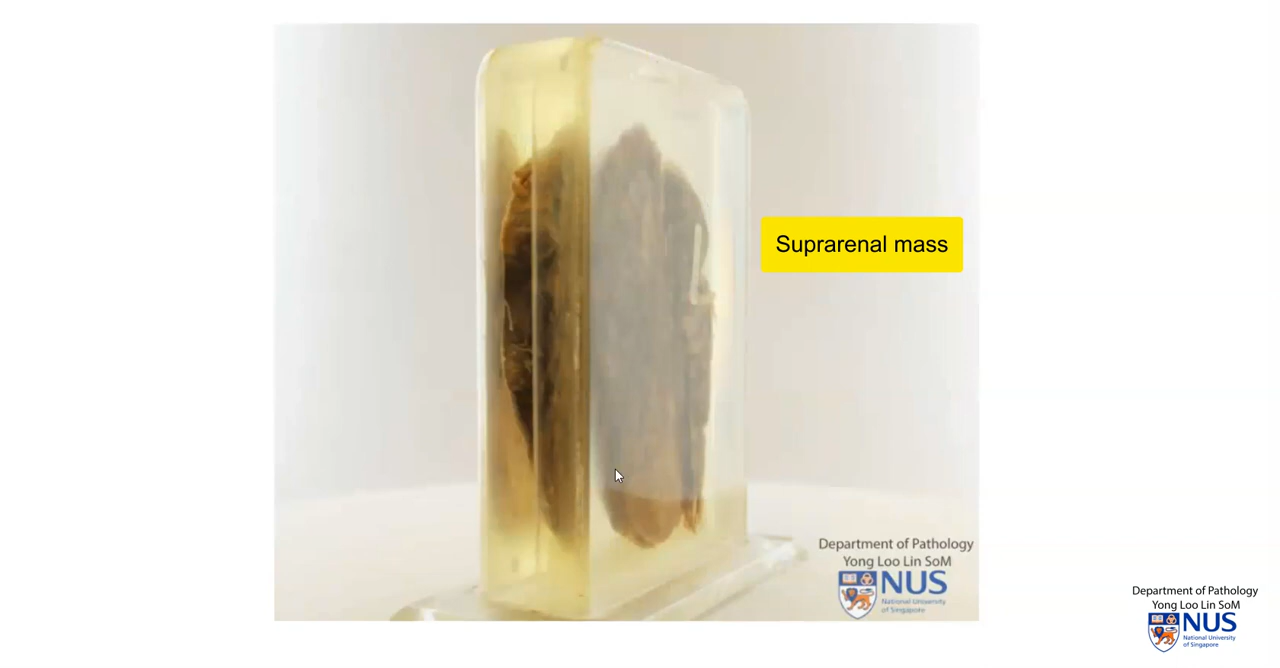 Suprarenal mass
Department of Pathology
Yong Loo Lin SoM
NUS
National University
of Singapore
Department of Pathology
Yong Loo Lin SoM
NUS
National University
of Singapore